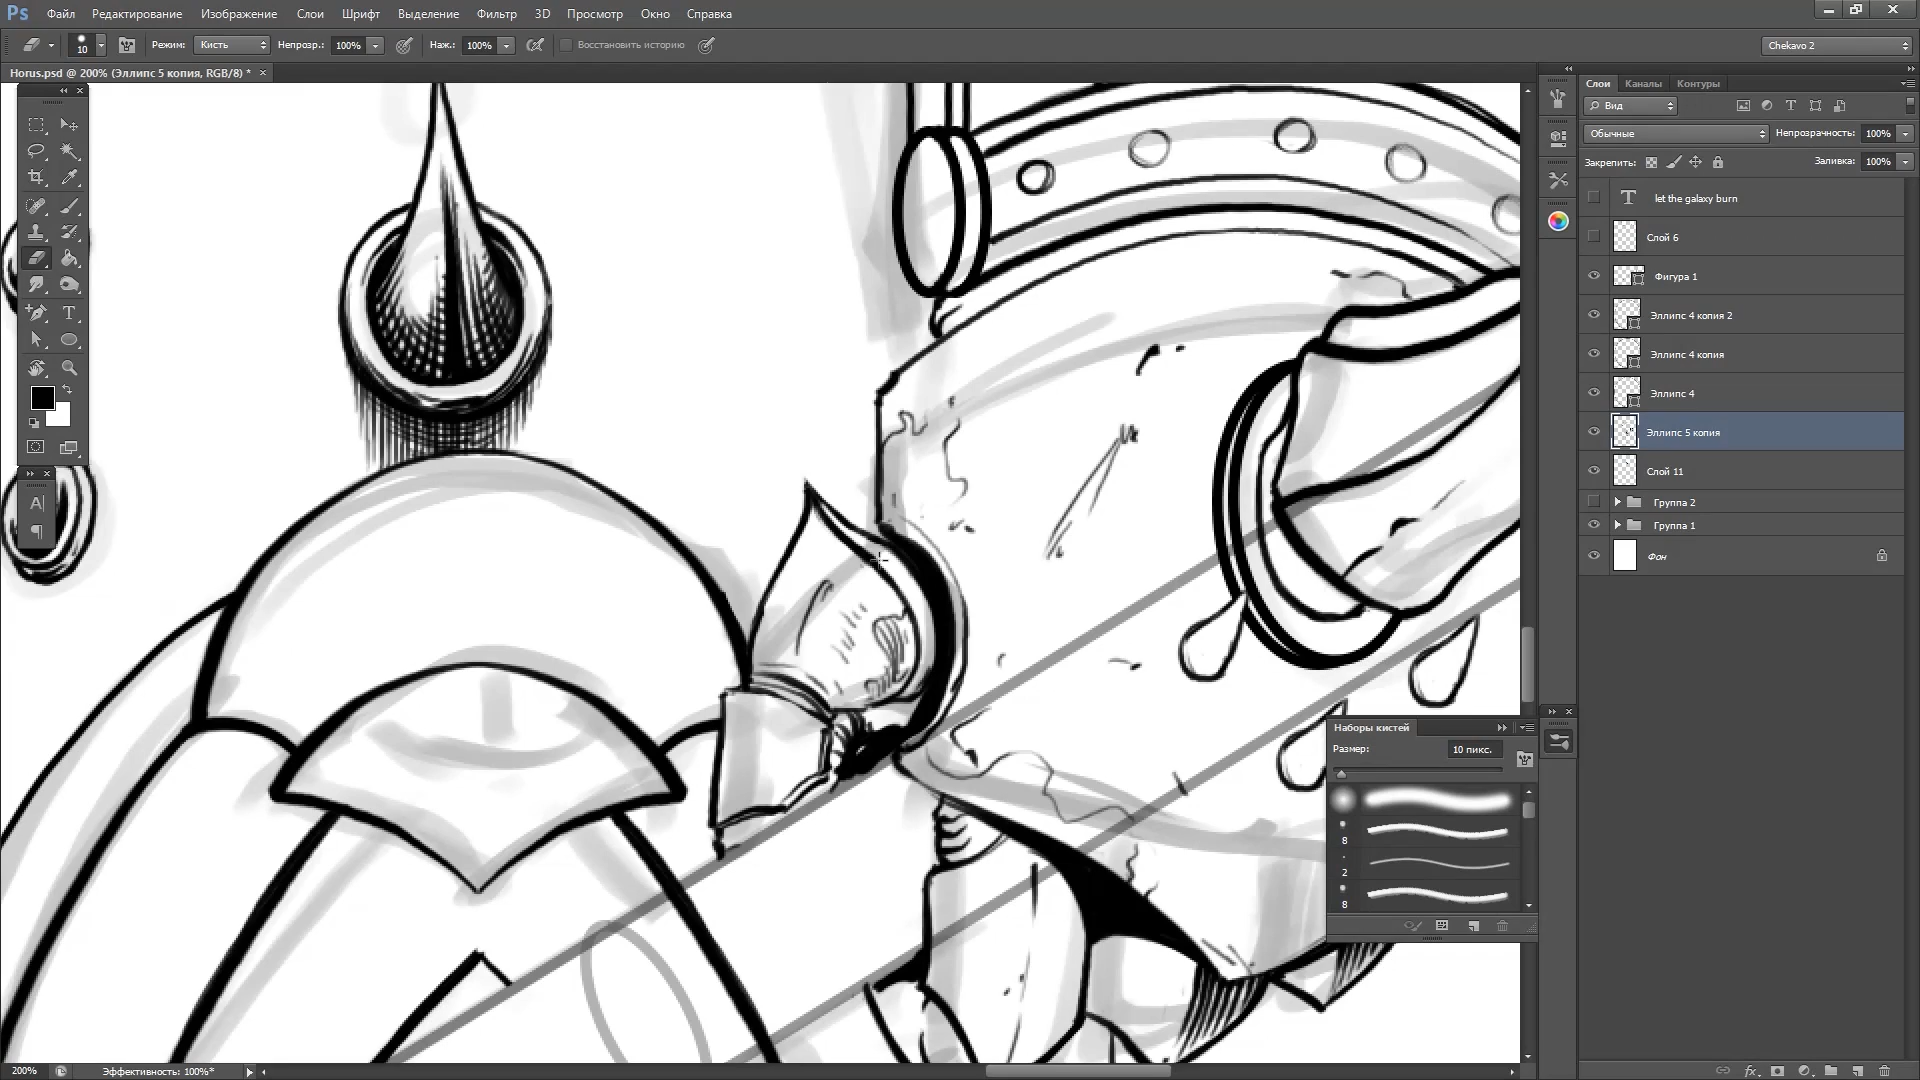 Ps Файл Редактирование Изображение Слои Шрифт Выделение Фильтр 3D Просмотр Окно Справка
10 Режим: Кисть Непрозр.: 100% Наж.: 100% Восстановить историю Chekavo 2
Horus.psd @ 200% (Эллипс 5 копия, RGB/8) * ×
Слои Каналы Контуры
Вид
Обычные Непрозрачность: 100%
Закрепить: Заливка: 100%
let the galaxy burn
Слой 6
Фигура 1
Эллипс 4 копия 2
Эллипс 4 копия
Эллипс 4
Эллипс 5 копия
Слой 11
Группа 2
Группа 1
Фон
Наборы кистей
Размер: 10 пикс.
8
2
8
200% Эффективность: 100%*